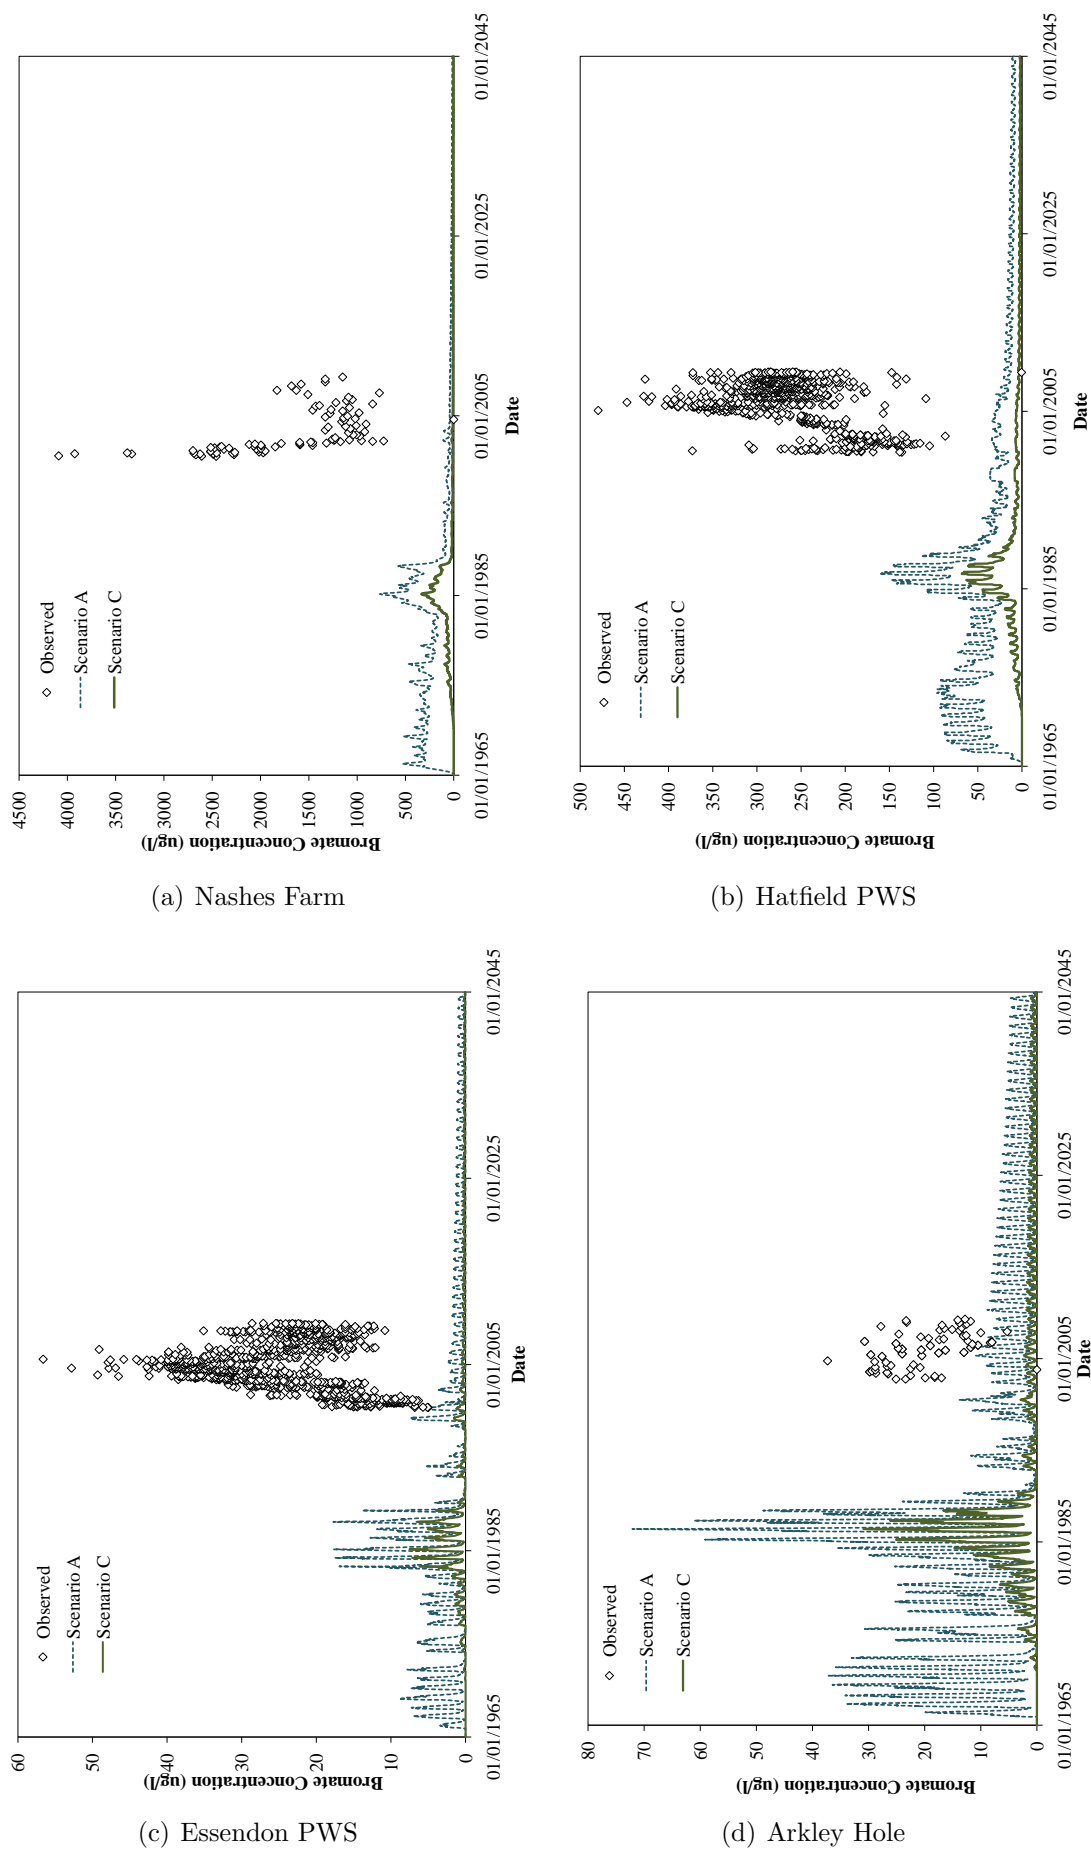 4500
4000
3500
3000
2500
2000
1500
1000
500
0
Bromate Concentration (ug/l)
01/01/1965
01/01/1985
01/01/2005
01/01/2025
01/01/2045
Date
Observed
Scenario A
Scenario C
(a) Nashes Farm
500
450
400
350
300
250
200
150
100
50
0
Bromate Concentration (ug/l)
01/01/1965
01/01/1985
01/01/2005
01/01/2025
01/01/2045
Date
Observed
Scenario A
Scenario C
(b) Hatfield PWS
60
50
40
30
20
10
0
Bromate Concentration (ug/l)
01/01/1965
01/01/1985
01/01/2005
01/01/2025
01/01/2045
Date
Observed
Scenario A
Scenario C
(c) Essendon PWS
80
70
60
50
40
30
20
10
0
Bromate Concentration (ug/l)
01/01/1965
01/01/1985
01/01/2005
01/01/2025
01/01/2045
Date
Observed
Scenario A
Scenario C
(d) Arkley Hole